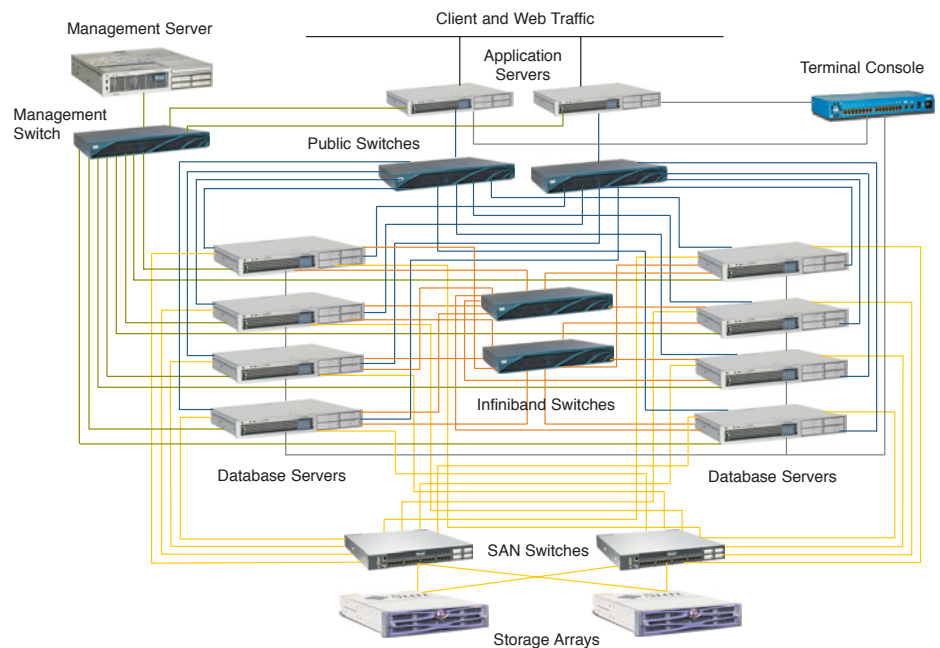 Client and Web Traffic
Management Server
Application
Servers
Terminal Console
Management
Switch
Public Switches
Infiniband Switches
Database Servers
Database Servers
SAN Switches
Storage Arrays